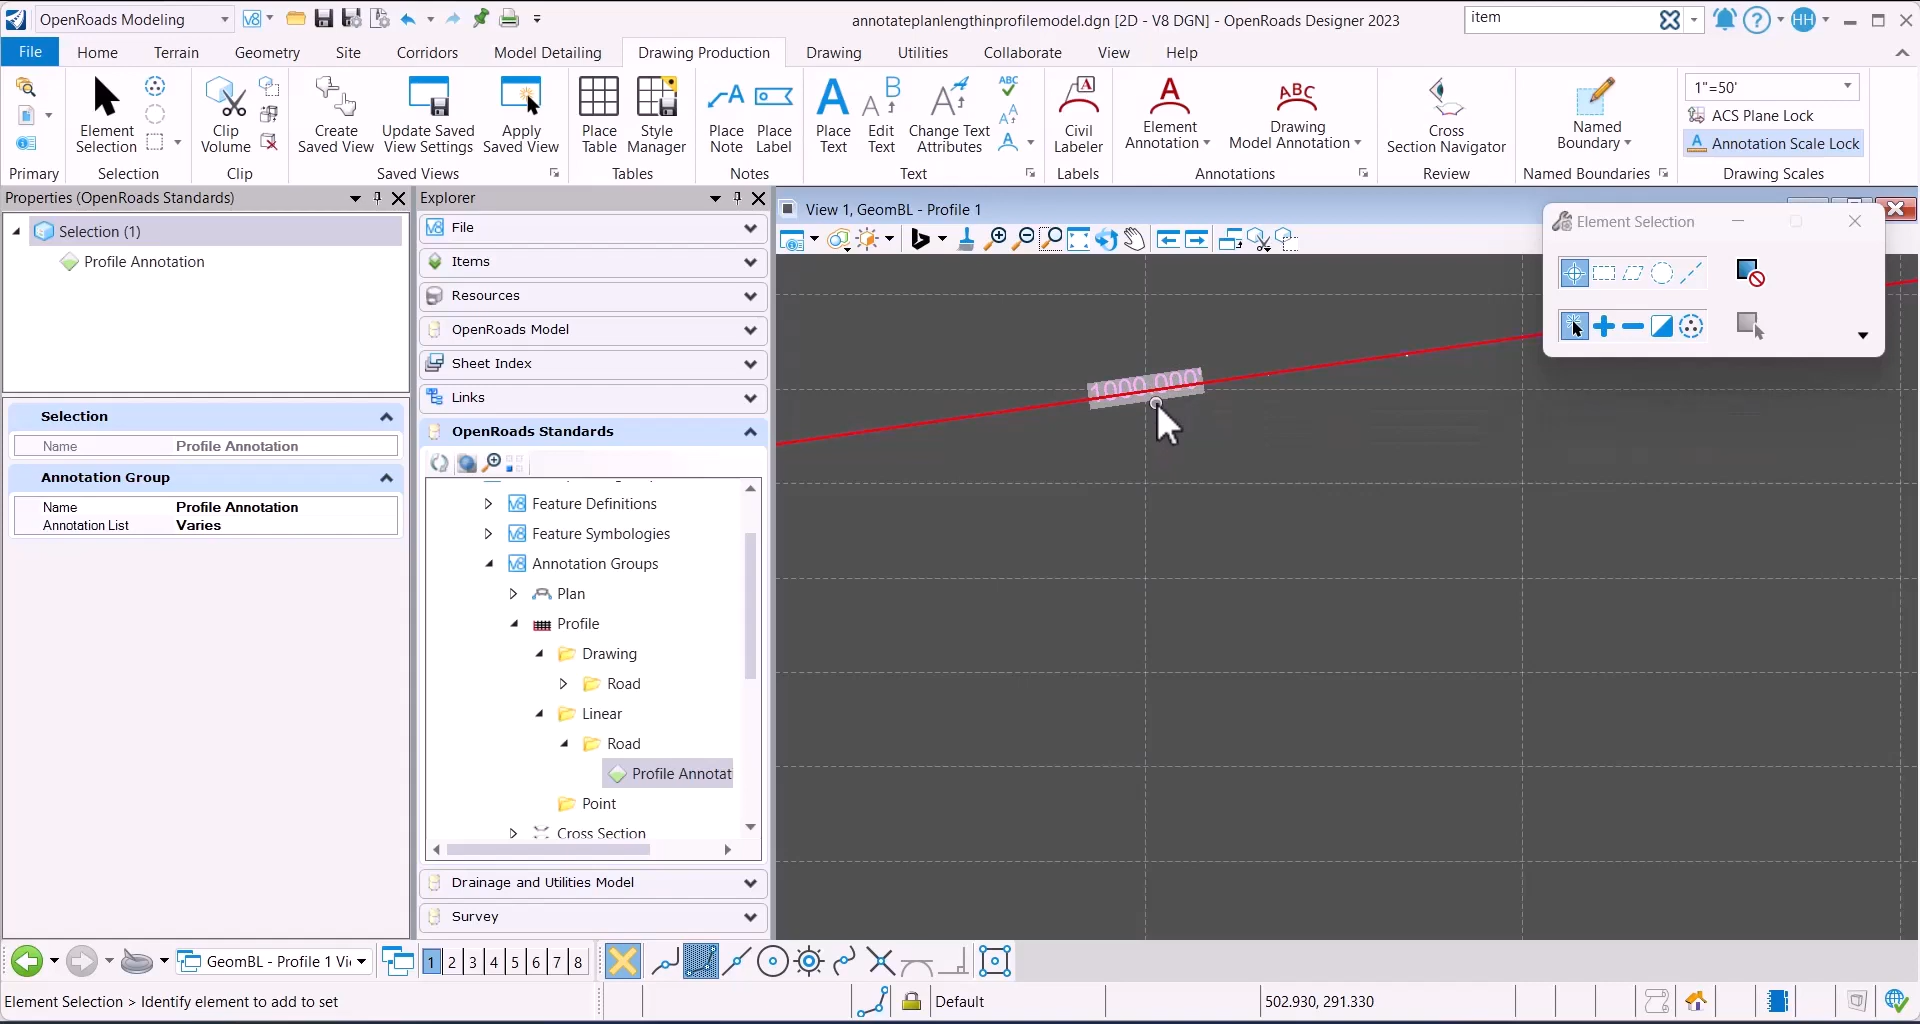 OpenRoads Modeling
annotateplanlengthinprofilemodel.dgn [2D - V8 DGN] - OpenRoads Designer 2023
item
HH
File Home Terrain Geometry Site Corridors Model Detailing Drawing Production Drawing Utilities Collaborate View Help
Element Selection
Clip Volume
Create Saved View
Update Saved View Settings
Apply Saved View
Place Table
Style Manager
Place Note
Place Label
Place Text
Edit Text
Change Text Attributes
Civil Labeler
Element Annotation
Drawing Model Annotation
Cross Section Navigator
Named Boundary
1"=50'
ACS Plane Lock
Annotation Scale Lock
Primary Selection Clip Saved Views Tables Notes Text Labels Annotations Review Named Boundaries Drawing Scales
Properties (OpenRoads Standards)
Selection (1)
Profile Annotation
Selection
Name Profile Annotation
Annotation Group
Name Profile Annotation
Annotation List Varies
Explorer
File
Items
Resources
OpenRoads Model
Sheet Index
Links
OpenRoads Standards
Feature Definitions
Feature Symbologies
Annotation Groups
Plan
Profile
Drawing
Road
Linear
Road
Profile Annotat
Point
Cross Section
Drainage and Utilities Model
Survey
View 1, GeomBL - Profile 1
Element Selection
1000.000'
GeomBL - Profile 1 Vi
1 2 3 4 5 6 7 8
Element Selection > Identify element to add to set
Default
502.930, 291.330